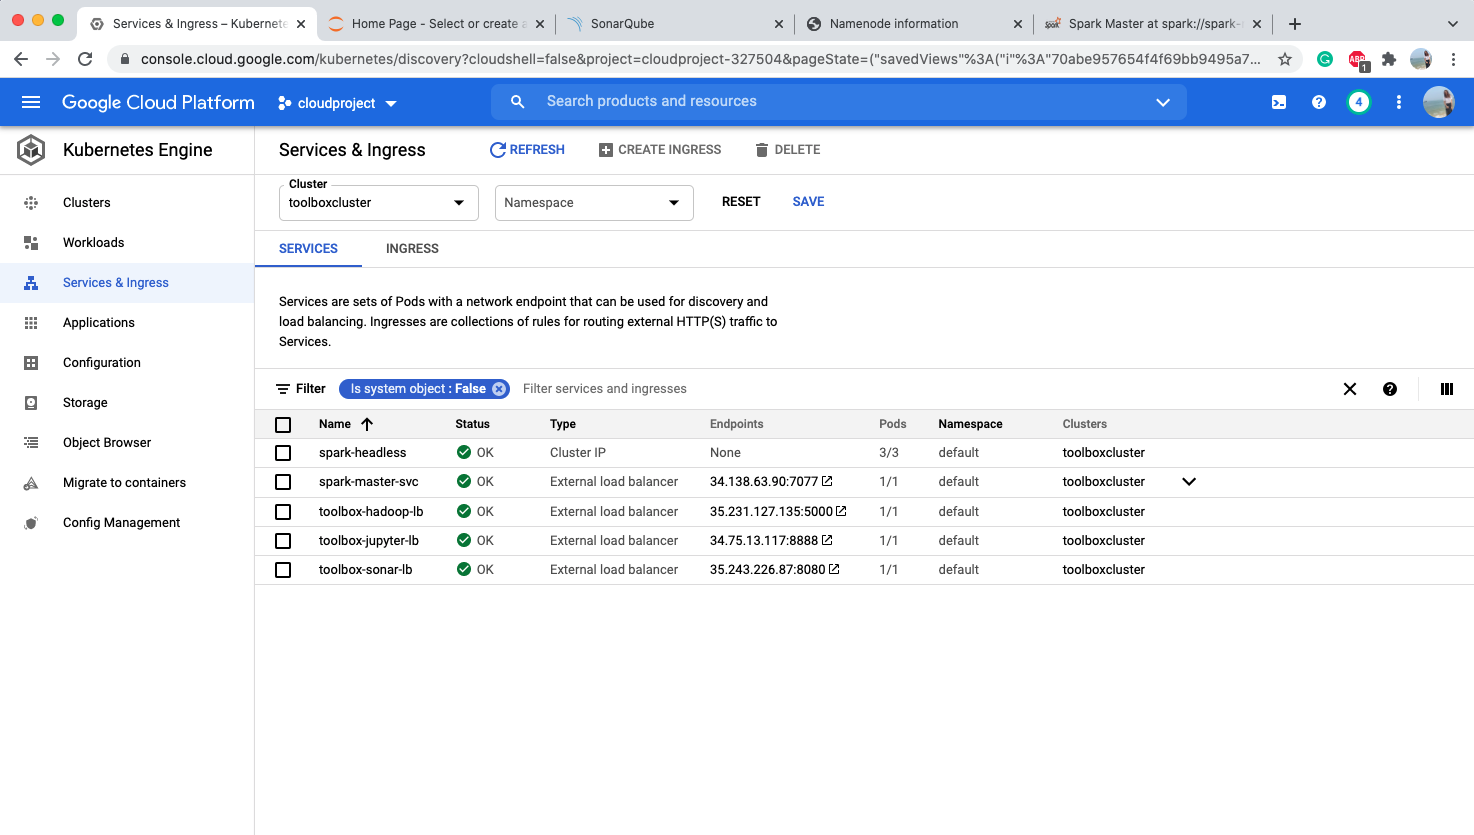 Services & Ingress – Kubernete
Home Page - Select or create a
SonarQube
Namenode information
Spark Master at spark://spark-
console.cloud.google.com/kubernetes/discovery?cloudshell=false&project=cloudproject-327504&pageState=("savedViews"%3A("i"%3A"70abe957654f4f69bb9495a7...
ABP
1
Google Cloud Platform
cloudproject
Search products and resources
4
Kubernetes Engine
Services & Ingress
REFRESH
CREATE INGRESS
DELETE
Clusters
Workloads
Services & Ingress
Applications
Configuration
Storage
Object Browser
Migrate to containers
Config Management
Cluster
toolboxcluster
Namespace
RESET
SAVE
SERVICES
INGRESS
Services are sets of Pods with a network endpoint that can be used for discovery and
load balancing. Ingresses are collections of rules for routing external HTTP(S) traffic to
Services.
Filter
Is system object : False
Filter services and ingresses
Name Status Type Endpoints Pods Namespace Clusters
spark-headless OK Cluster IP None 3/3 default toolboxcluster
spark-master-svc OK External load balancer 34.138.63.90:7077 1/1 default toolboxcluster
toolbox-hadoop-lb OK External load balancer 35.231.127.135:5000 1/1 default toolboxcluster
toolbox-jupyter-lb OK External load balancer 34.75.13.117:8888 1/1 default toolboxcluster
toolbox-sonar-lb OK External load balancer 35.243.226.87:8080 1/1 default toolboxcluster